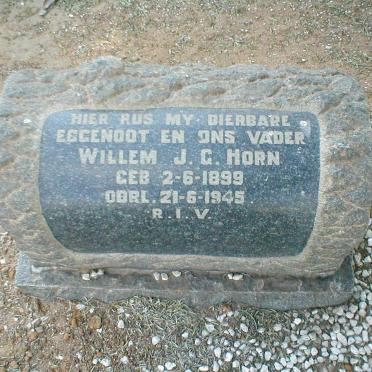 HIER RUS MY DIERBARE
EGGENOOT EN ONS VADER
WILLEM J. G. HORN
GEB 2-6-1899
OORL. 21-6-1945.
R. I. V.